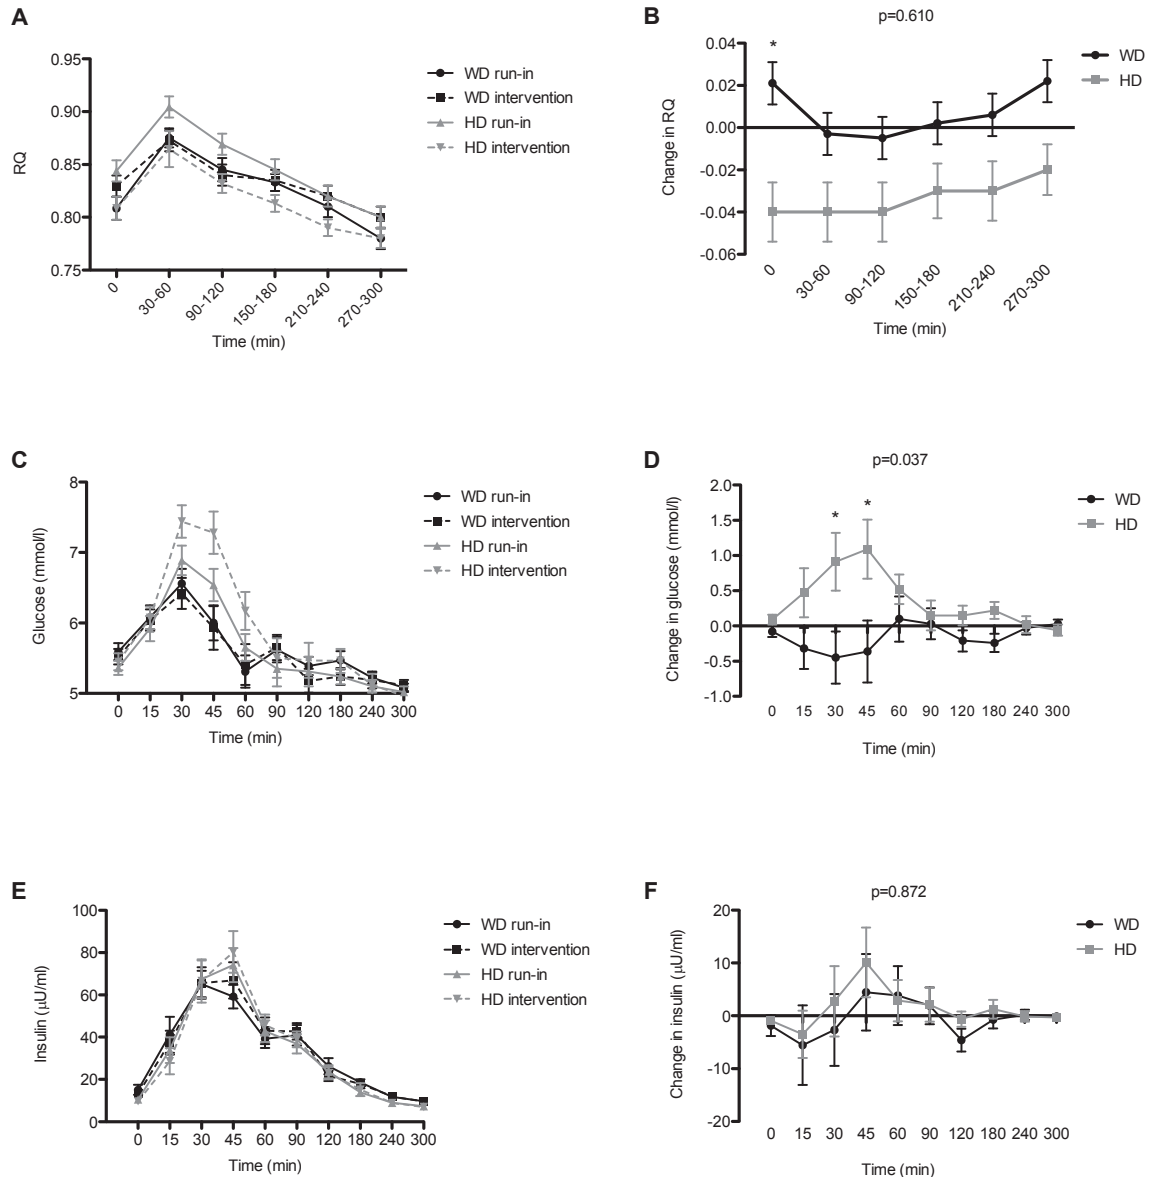 A
0.95
0.90
0.85
0.80
0.75
RQ
0
30-60
90-120
150-180
210-240
270-300
Time (min)
WD run-in
WD intervention
HD run-in
HD intervention
B
p=0.610
*
0.04
0.02
0.00
-0.02
-0.04
-0.06
Change in RQ
0
30-60
90-120
150-180
210-240
270-300
Time (min)
WD
HD
C
8
7
6
5
Glucose (mmol/l)
0 15 30 45 60 90 120 180 240 300
Time (min)
WD run-in
WD intervention
HD run-in
HD intervention
D
p=0.037
* *
2.0
1.5
1.0
0.5
0.0
-0.5
-1.0
Change in glucose (mmol/l)
0 15 30 45 60 90 120 180 240 300
Time (min)
WD
HD
E
100
80
60
40
20
0
Insulin (μU/ml)
0 15 30 45 60 90 120 180 240 300
Time (min)
WD run-in
WD intervention
HD run-in
HD intervention
F
p=0.872
20
10
0
-10
-20
Change in insulin (μU/ml)
0 15 30 45 60 90 120 180 240 300
Time (min)
WD
HD